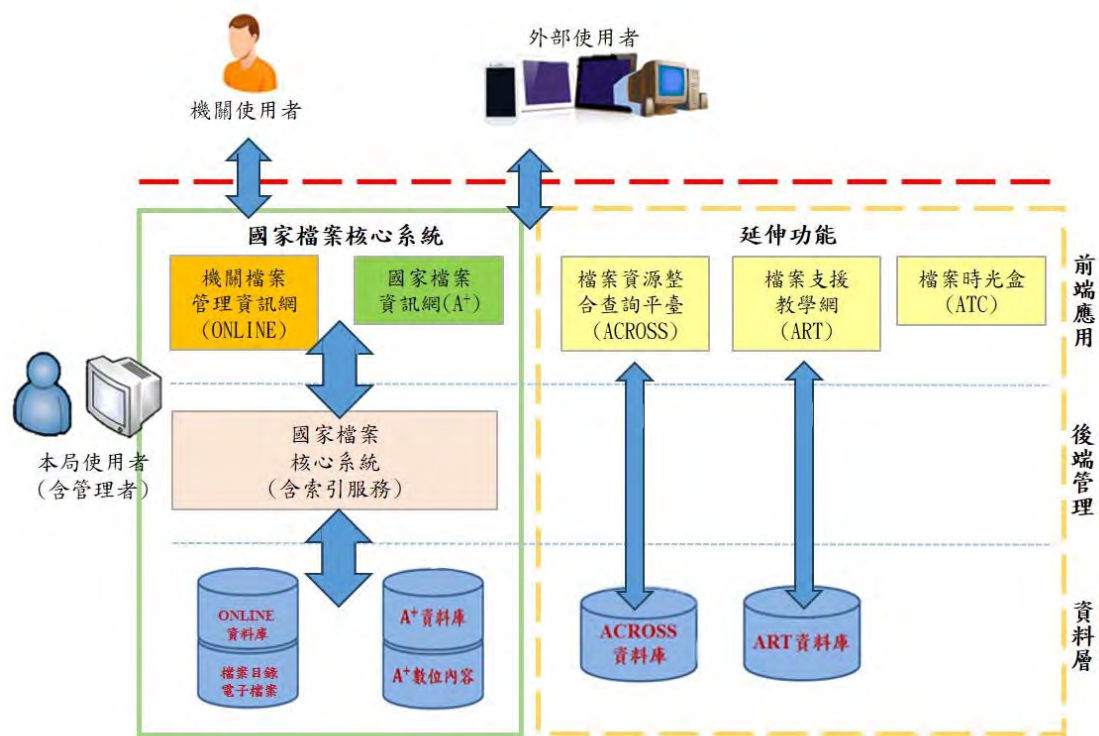 外部使用者
機關使用者
國家檔案核心系統
延伸功能
機關檔案
管理資訊網
(ONLINE)
國家檔案
資訊網(A⁺)
檔案資源整
合查詢平臺
(ACROSS)
檔案支援
教學網
(ART)
檔案時光盒
(ATC)
前端應用
本局使用者
(含管理者)
國家檔案
核心系統
(含索引服務)
後端管理
ONLINE
資料庫
檔案目錄
電子檔案
A⁺資料庫
A⁺數位內容
ACROSS
資料庫
ART資料庫
資料層